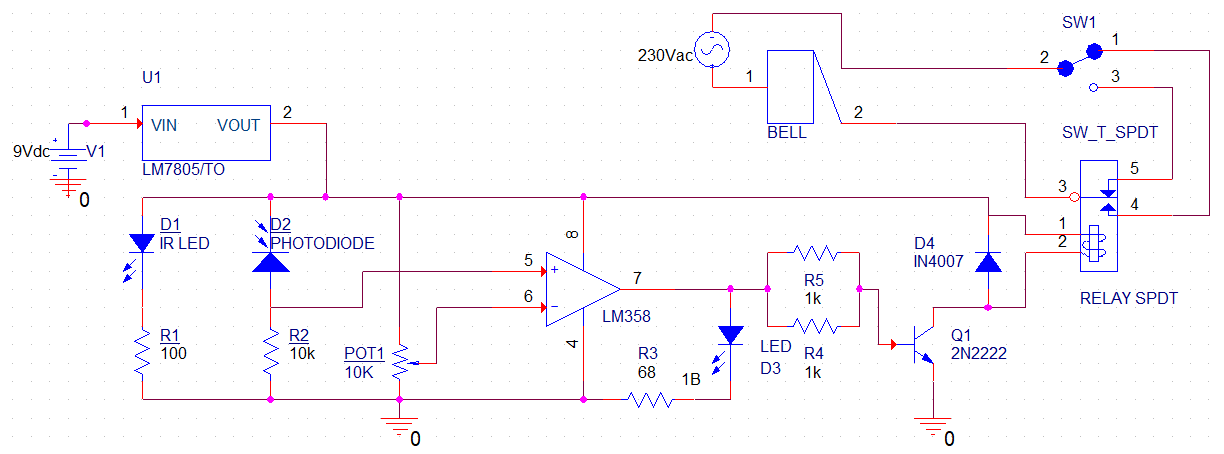 SW1
230Vac
1
2
2
1
3
BELL
SW_T_SPDT
U1
1
VIN
VOUT
2
9Vdc
V1
LM7805/TO
0
3
5
4
1
2
RELAY SPDT
D1
IR LED
D2
PHOTODIODE
8
5
+
6
-
7
LM358
4
D4
IN4007
R5
1k
R1
100
R2
10k
POT1
10K
R3
68
1B
LED
D3
R4
1k
Q1
2N2222
0
0